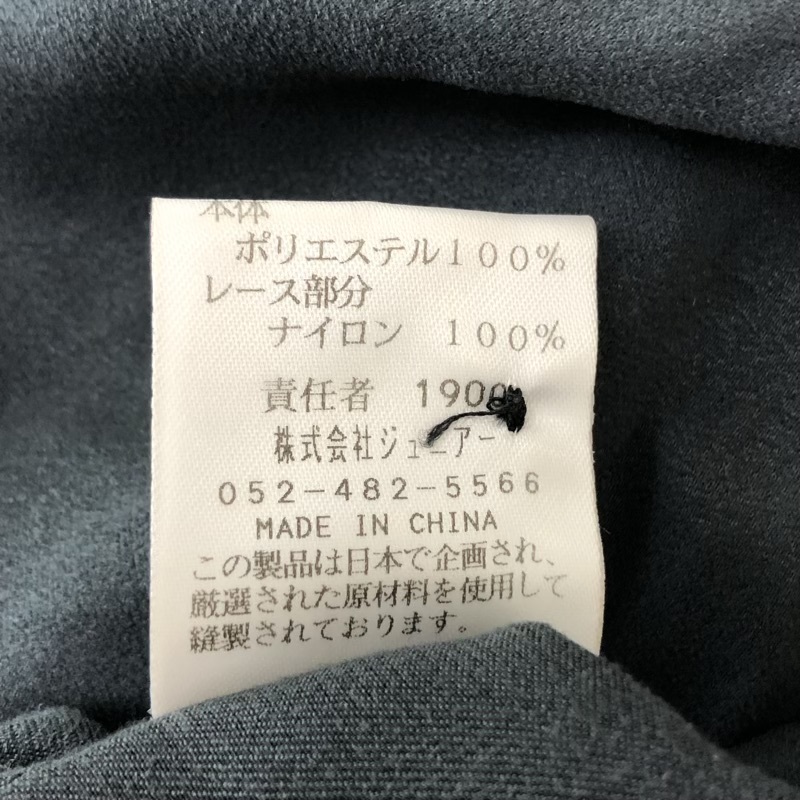 本体
ポリエステル100%
レース部分
ナイロン 100%
責任者 1900
株式会社ジュニアー
052-482-5566
MADE IN CHINA
この製品は日本で企画され、
厳選された原材料を使用して
縫製されております。